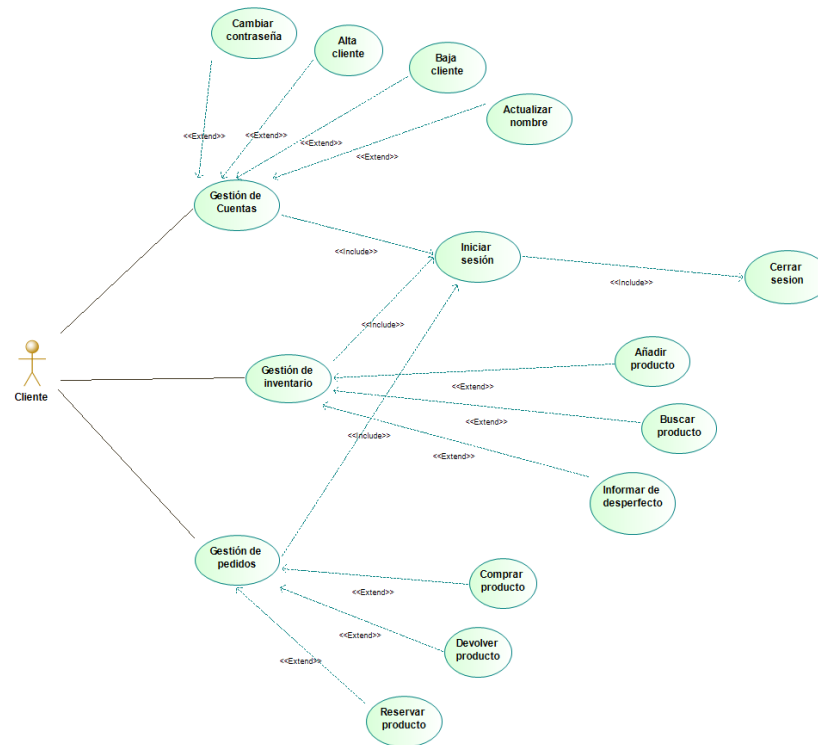 Cambiar
contraseña
Alta
cliente
Baja
cliente
Actualizar
nombre
<<Extend>>
<<Extend>>
<<Extend>>
<<Extend>>
Gestión de
Cuentas
<<Include>>
Iniciar
sesión
<<Include>>
Cerrar
sesion
<<Include>>
Cliente
Gestión de
inventario
Añadir
producto
<<Extend>>
Buscar
producto
<<Extend>>
<<Include>>
<<Extend>>
Informar de
desperfecto
Gestión de
pedidos
Comprar
producto
<<Extend>>
<<Extend>>
Devolver
producto
<<Extend>>
Reservar
producto